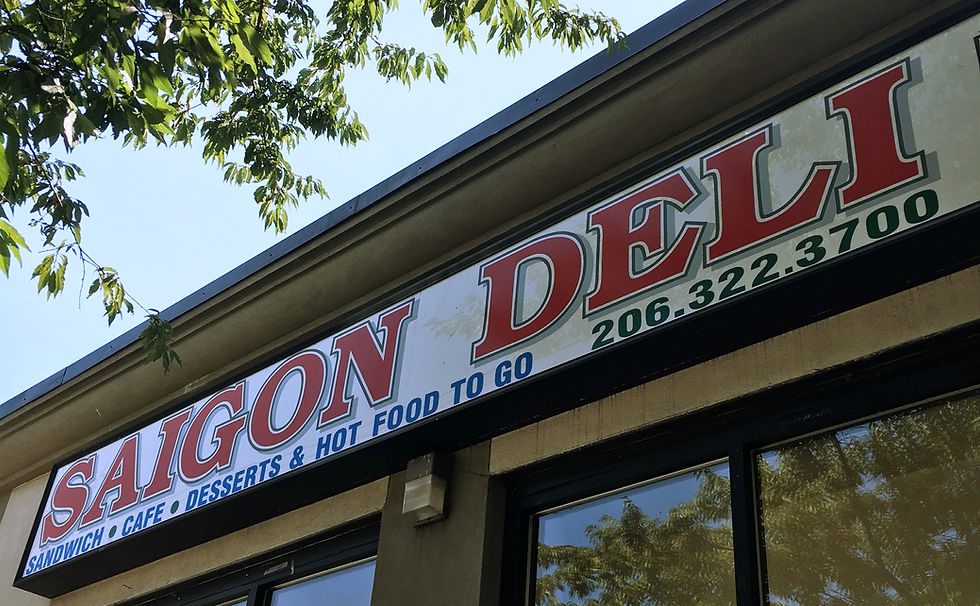 SAIGON DELI
SANDWICH • CAFE • DESSERTS & HOT FOOD TO GO
206.322.3700